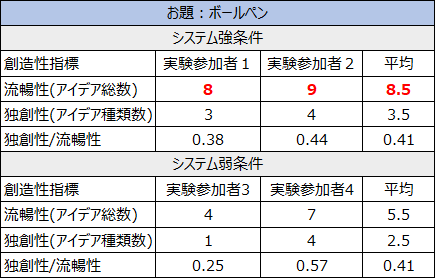 お題：ボールペン
システム強条件
創造性指標 実験参加者１ 実験参加者２ 平均
流暢性(アイデア総数) 8 9 8.5
独創性(アイデア種類数) 3 4 3.5
独創性/流暢性 0.38 0.44 0.41
システム弱条件
創造性指標 実験参加者3 実験参加者4 平均
流暢性(アイデア総数) 4 7 5.5
独創性(アイデア種類数) 1 4 2.5
独創性/流暢性 0.25 0.57 0.41